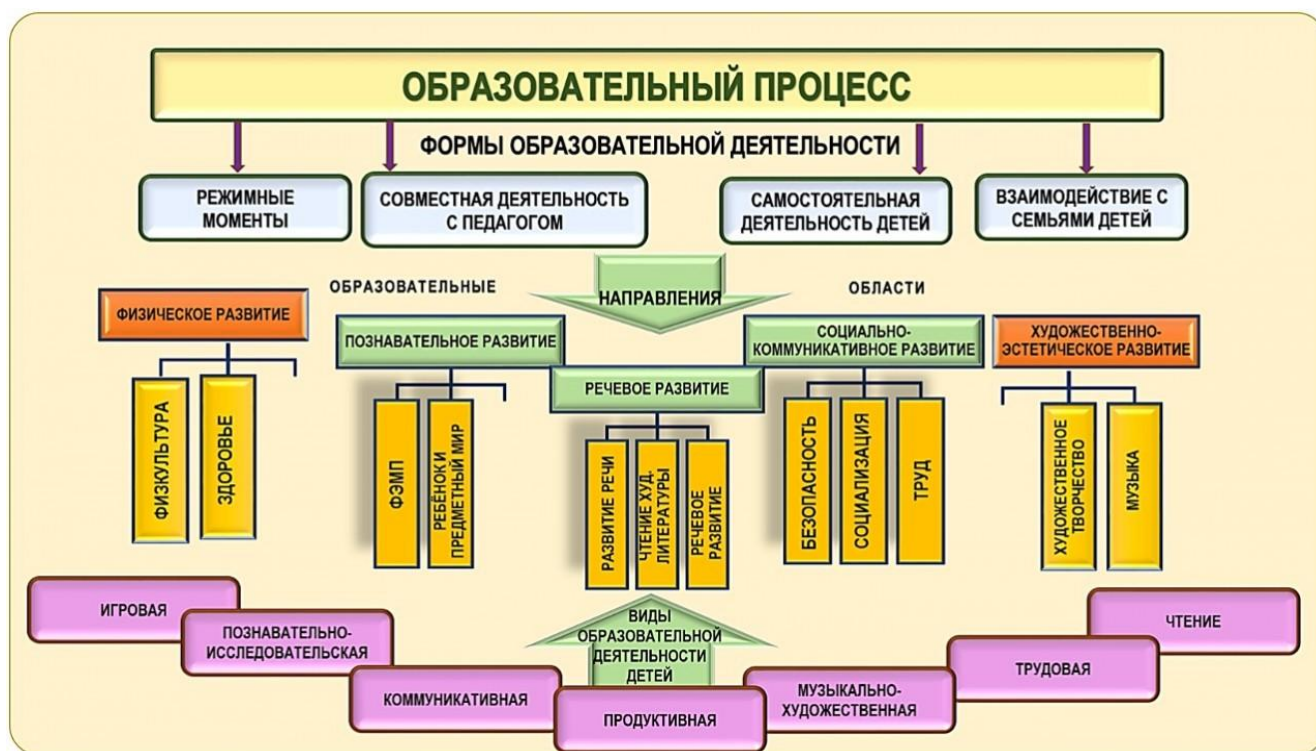 ОБРАЗОВАТЕЛЬНЫЙ ПРОЦЕСС
ФОРМЫ ОБРАЗОВАТЕЛЬНОЙ ДЕЯТЕЛЬНОСТИ
РЕЖИМНЫЕ
МОМЕНТЫ
СОВМЕСТНАЯ ДЕЯТЕЛЬНОСТЬ
С ПЕДАГОГОМ
САМОСТОЯТЕЛЬНАЯ
ДЕЯТЕЛЬНОСТЬ ДЕТЕЙ
ВЗАИМОДЕЙСТВИЕ С
СЕМЬЯМИ ДЕТЕЙ
ОБРАЗОВАТЕЛЬНЫЕ
НАПРАВЛЕНИЯ
ОБЛАСТИ
ФИЗИЧЕСКОЕ РАЗВИТИЕ
ПОЗНАВАТЕЛЬНОЕ РАЗВИТИЕ
РЕЧЕВОЕ РАЗВИТИЕ
СОЦИАЛЬНО-
КОММУНИКАТИВНОЕ РАЗВИТИЕ
ХУДОЖЕСТВЕННО-
ЭСТЕТИЧЕСКОЕ РАЗВИТИЕ
ФИЗКУЛЬТУРА
ЗДОРОВЬЕ
ФЭМП
РЕБЁНОК И
ПРЕДМЕТНЫЙ МИР
РАЗВИТИЕ РЕЧИ
ЧТЕНИЕ ХУД.
ЛИТЕРАТУРЫ
РЕЧЕВОЕ
РАЗВИТИЕ
БЕЗОПАСНОСТЬ
СОЦИАЛИЗАЦИЯ
ТРУД
ХУДОЖЕСТВЕННОЕ
ТВОРЧЕСТВО
МУЗЫКА
ВИДЫ
ОБРАЗОВАТЕЛЬНОЙ
ДЕЯТЕЛЬНОСТИ
ДЕТЕЙ
ИГРОВАЯ
ПОЗНАВАТЕЛЬНО-
ИССЛЕДОВАТЕЛЬСКАЯ
КОММУНИКАТИВНАЯ
ПРОДУКТИВНАЯ
МУЗЫКАЛЬНО-
ХУДОЖЕСТВЕННАЯ
ТРУДОВАЯ
ЧТЕНИЕ